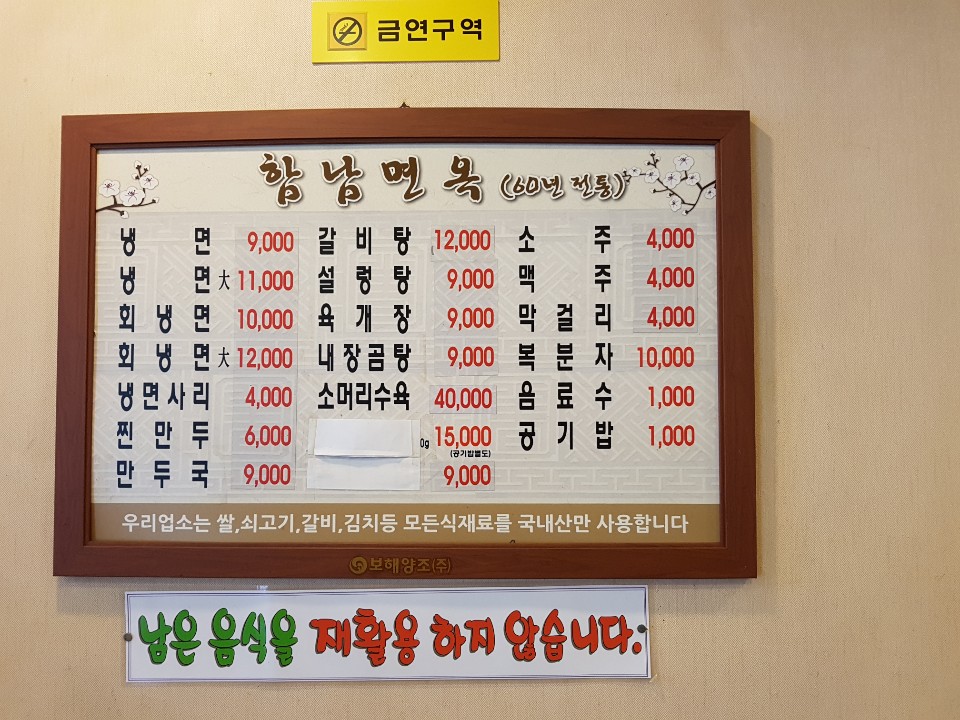 금연구역
함남면옥 (60년 전통)
냉면 9,000 갈비탕 12,000 소주 4,000
냉면 大 11,000 설렁탕 9,000 맥주 4,000
회냉면 10,000 육개장 9,000 막걸리 4,000
회냉면 大 12,000 내장곰탕 9,000 복분자 10,000
냉면사리 4,000 소머리수육 40,000 음료수 1,000
찐만두 6,000 0g 15,000 공기밥 1,000
(공기밥별도)
만두국 9,000 9,000
우리업소는 쌀,쇠고기,갈비,김치등 모든식재료를 국내산만 사용합니다
보해양조(주)
남은 음식을 재활용 하지 않습니다.